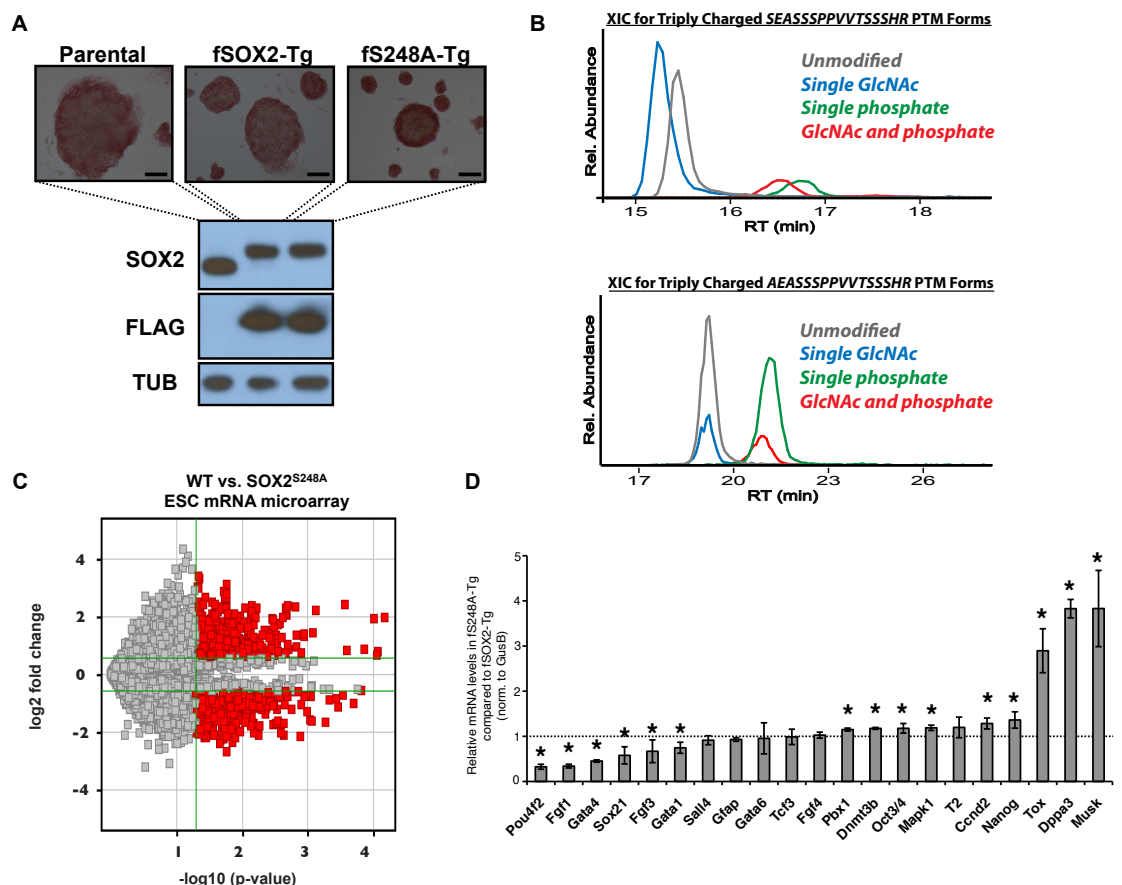 A
Parental
fSOX2-Tg
fS248A-Tg
SOX2
FLAG
TUB
B
XIC for Triply Charged SEASSSPPVVTSSSHR PTM Forms
Rel. Abundance
Unmodified
Single GlcNAc
Single phosphate
GlcNAc and phosphate
15 16 17 18
RT (min)
XIC for Triply Charged AEASSSPPVVTSSSHR PTM Forms
Rel. Abundance
Unmodified
Single GlcNAc
Single phosphate
GlcNAc and phosphate
17 20 23 26
RT (min)
C
WT vs. SOX2S248A
ESC mRNA microarray
log2 fold change
4
2
0
-2
-4
1 2 3 4
-log10 (p-value)
D
Relative mRNA levels in fS248A-Tg
compared to fSOX2-Tg
(norm. to GusB)
5
4
3
2
1
0
* * * * * * * * * * * * * * *
Pou4f2 Fgf1 Gata4 Sox21 Fgf3 Gata1 Sall4 Gfap Gata6 Tcf3 Fgf4 Pbx1 Dnmt3b Oct3/4 Mapk1 T2 Ccnd2 Nanog Tox Dppa3 Musk